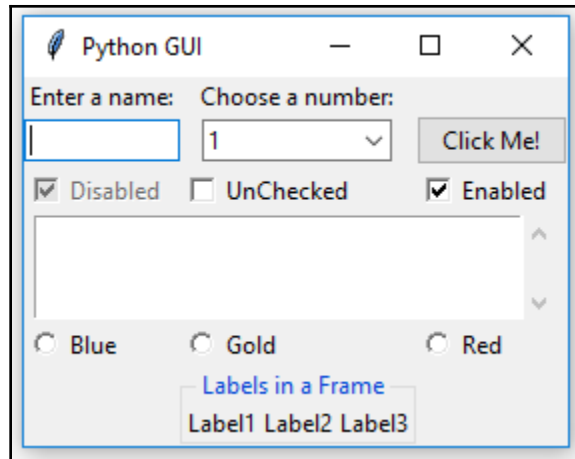 Python GUI
Enter a name: Choose a number:
1 Click Me!
Disabled UnChecked Enabled
Blue Gold Red
Labels in a Frame
Label1 Label2 Label3